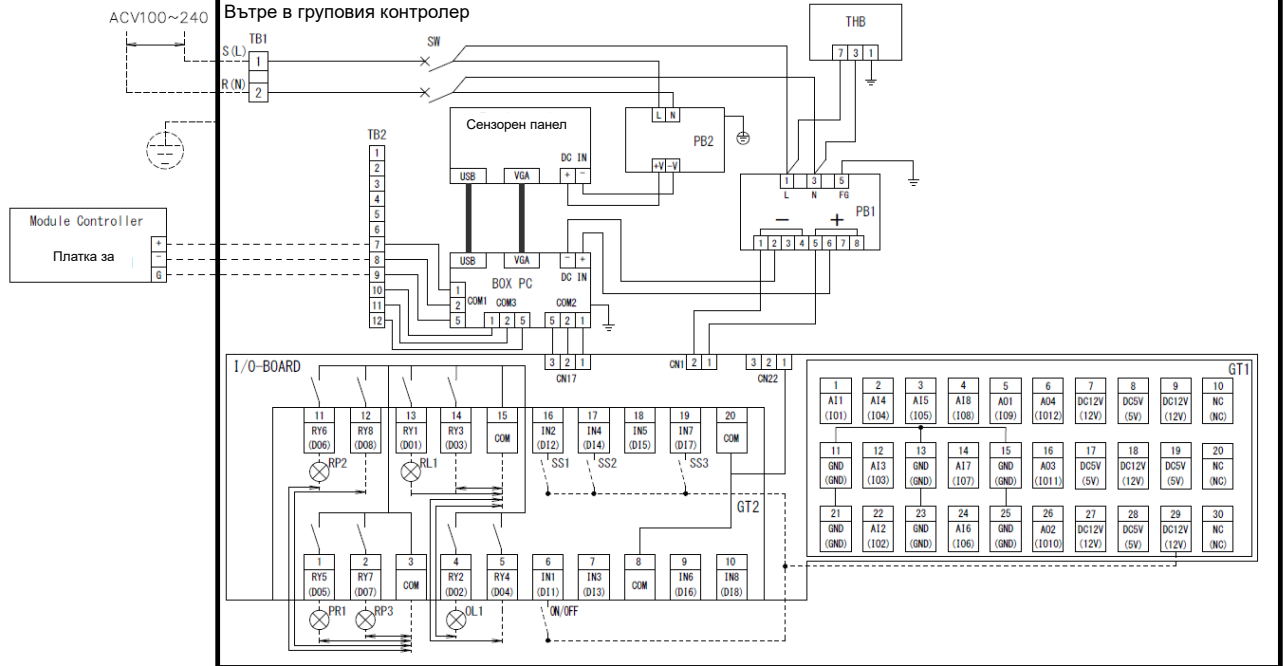 ACV100~240
Вътре в груповия контролер
S(L)
TB1
1
R(N)
2
SW
THB
7 3 1
Сензорен панел
DC IN
USB
VGA
+ -
L N
PB2
+V -V
1 3 5
L N FG
PB1
- +
1 2 3 4 5 6 7 8
TB2
1
2
3
4
5
6
7
8
9
10
11
12
Module Controller
Платка за
+
-
G
USB
VGA
- +
DC IN
BOX PC
1
2
5
COM1
COM3
COM2
1 2 5
5 2 1
I/O-BOARD
3 2 1
CN17
CN1 2 1
3 2 1
CN22
GT1
11
RY6
(DO6)
12
RY8
(DO8)
13
RY1
(DO1)
14
RY3
(DO3)
15
COM
16
IN2
(DI2)
17
IN4
(DI4)
18
IN5
(DI5)
19
IN7
(DI7)
20
COM
RP2
RL1
SS1
SS2
SS3
GT2
1
RY5
(DO5)
2
RY7
(DO7)
3
COM
4
RY2
(DO2)
5
RY4
(DO4)
6
IN1
(DI1)
7
IN3
(DI3)
8
COM
9
IN6
(DI6)
10
IN8
(DI8)
PR1
RP3
OL1
ON/OFF
1
AI1
(IO1)
2
AI4
(IO4)
3
AI5
(IO5)
4
AI8
(IO8)
5
AO1
(IO9)
6
AO4
(IO12)
7
DC12V
(12V)
8
DC5V
(5V)
9
DC12V
(12V)
10
NC
(NC)
11
GND
(GND)
12
AI3
(IO3)
13
GND
(GND)
14
AI7
(IO7)
15
GND
(GND)
16
AO3
(IO11)
17
DC5V
(5V)
18
DC12V
(12V)
19
DC5V
(5V)
20
NC
(NC)
21
GND
(GND)
22
AI2
(IO2)
23
GND
(GND)
24
AI6
(IO6)
25
GND
(GND)
26
AO2
(IO10)
27
DC12V
(12V)
28
DC5V
(5V)
29
DC12V
(12V)
30
NC
(NC)